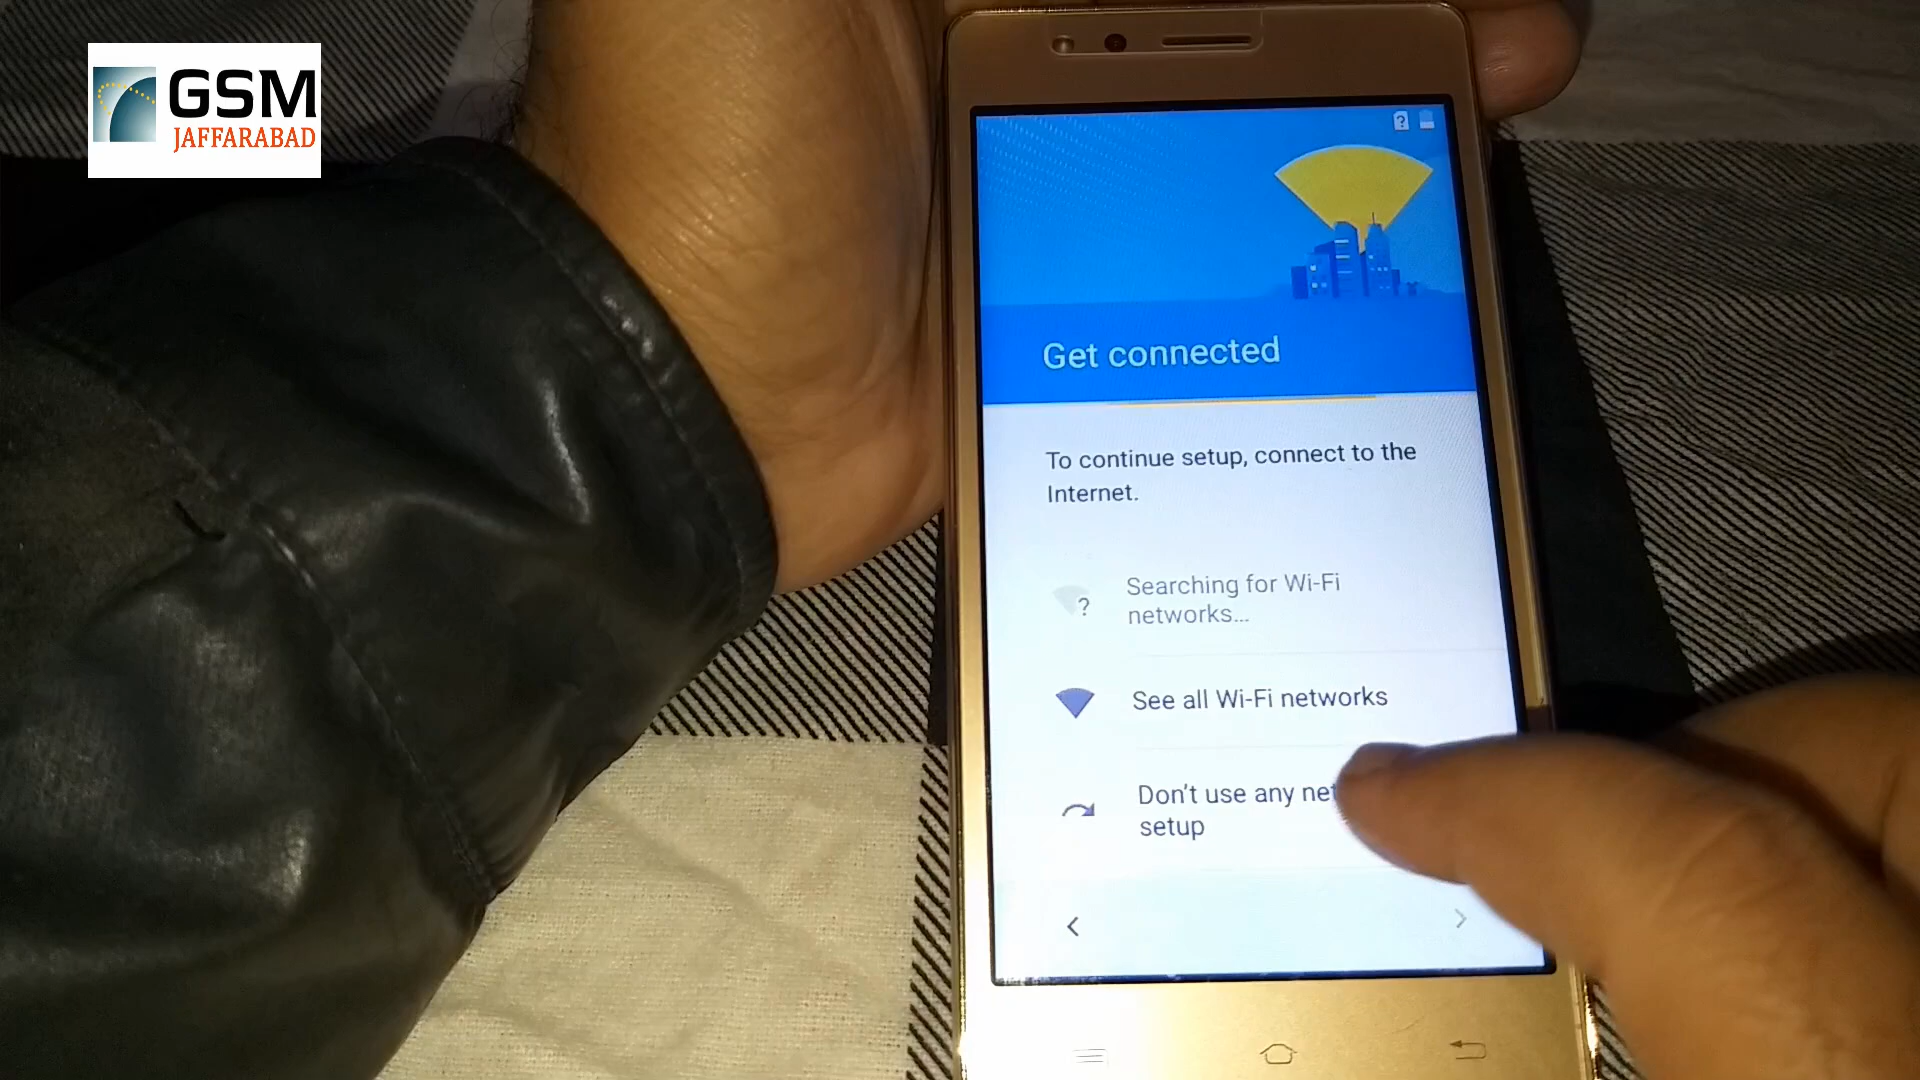 GSM
JAFFARABAD
Get connected
To continue setup, connect to the
Internet.
Searching for Wi-Fi
networks...
?
See all Wi-Fi networks
Don't use any
setup